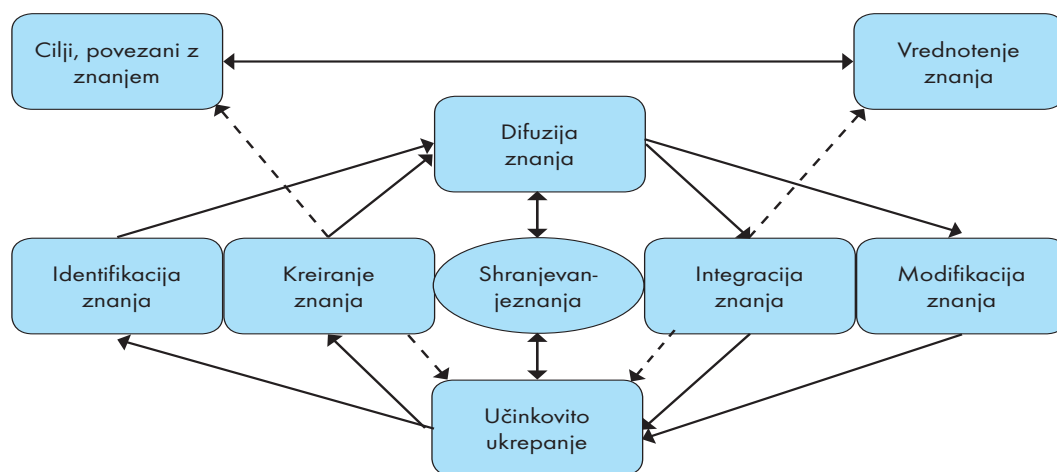 Cilji, povezani z
znanjem
Vrednotenje
znanja
Difuzija
znanja
Identifikacija
znanja
Kreiranje
znanja
Shranjevan-
jeznanja
Integracija
znanja
Modifikacija
znanja
Učinkovito
ukrepanje